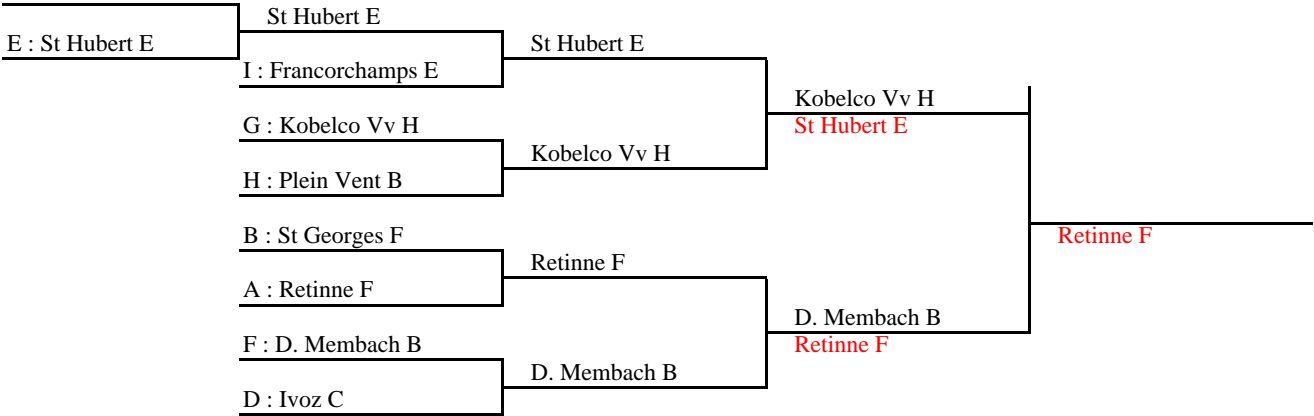 St Hubert E
E : St Hubert E
St Hubert E
I : Francorchamps E
Kobelco Vv H
St Hubert E
G : Kobelco Vv H
Kobelco Vv H
H : Plein Vent B
B : St Georges F
Retinne F
Retinne F
A : Retinne F
D. Membach B
Retinne F
F : D. Membach B
D. Membach B
D : Ivoz C